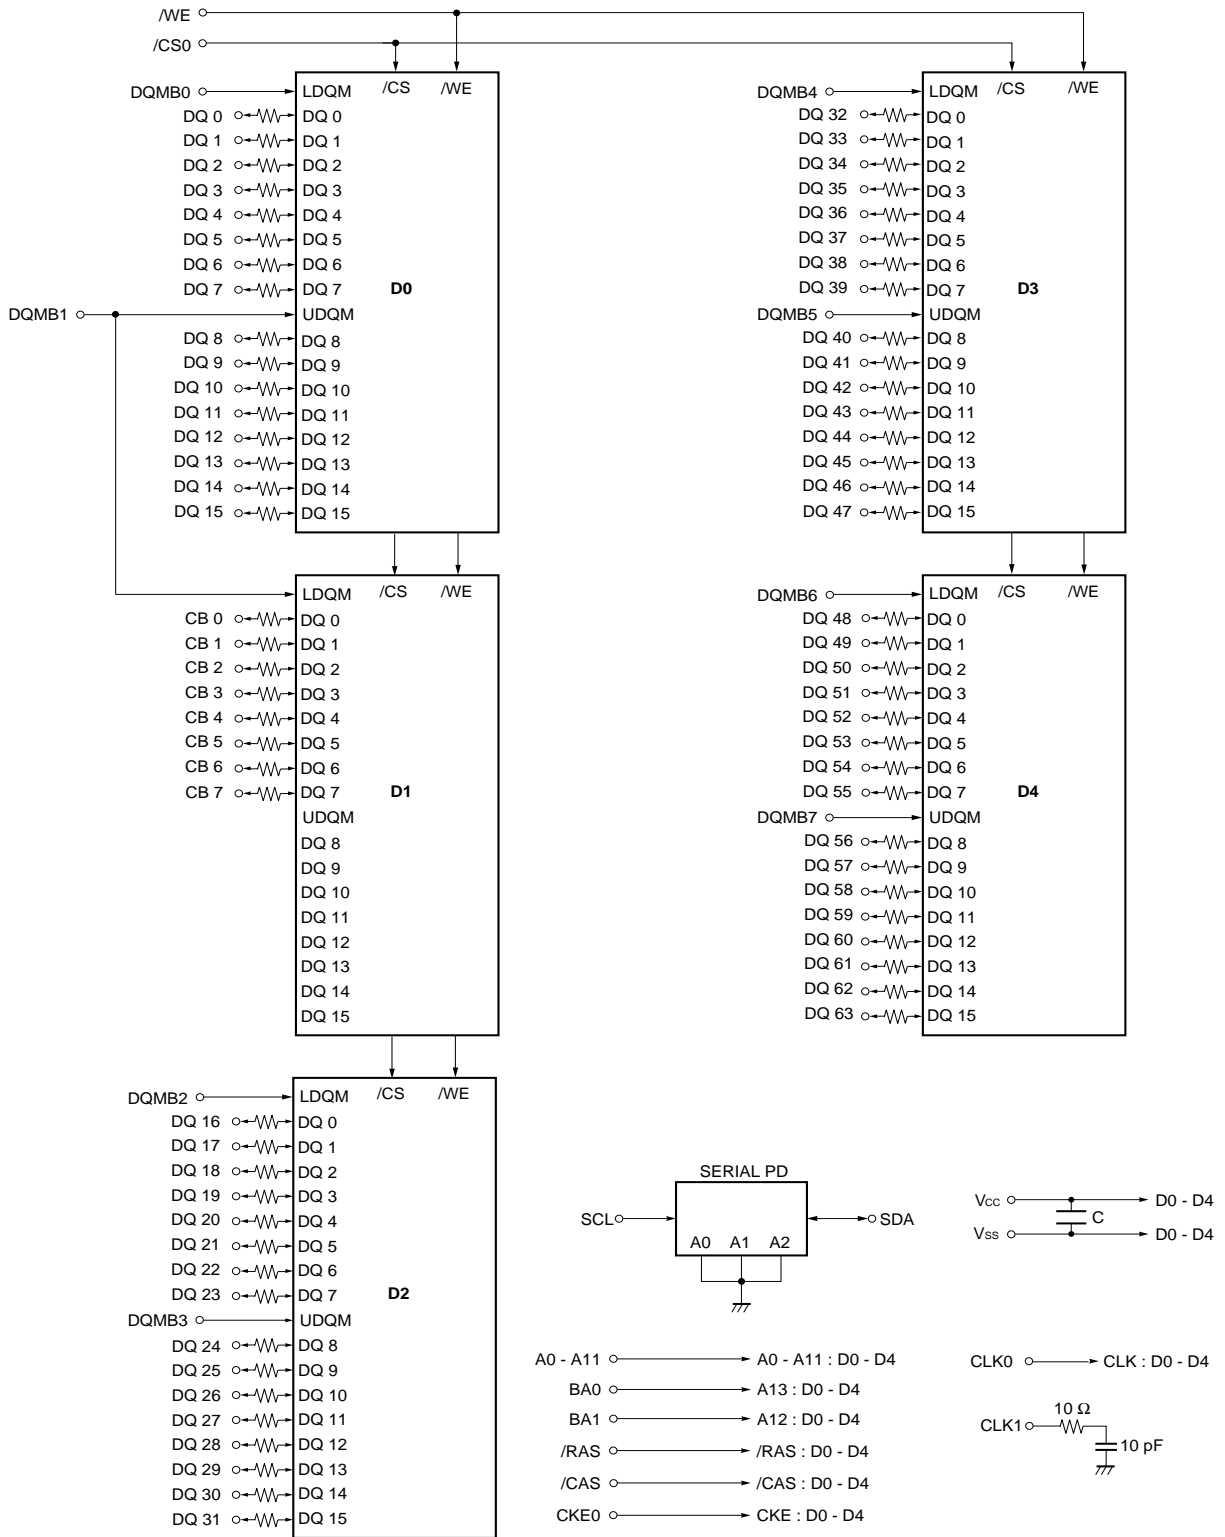 /WE
/CS0
DQMB0 LDQM /CS /WE
DQ 0 DQ 0
DQ 1 DQ 1
DQ 2 DQ 2
DQ 3 DQ 3
DQ 4 DQ 4
DQ 5 DQ 5
DQ 6 DQ 6
DQ 7 DQ 7 D0
DQMB1 UDQM
DQ 8 DQ 8
DQ 9 DQ 9
DQ 10 DQ 10
DQ 11 DQ 11
DQ 12 DQ 12
DQ 13 DQ 13
DQ 14 DQ 14
DQ 15 DQ 15
LDQM /CS /WE
CB 0 DQ 0
CB 1 DQ 1
CB 2 DQ 2
CB 3 DQ 3
CB 4 DQ 4
CB 5 DQ 5
CB 6 DQ 6
CB 7 DQ 7 D1
UDQM
DQ 8
DQ 9
DQ 10
DQ 11
DQ 12
DQ 13
DQ 14
DQ 15
DQMB2 LDQM /CS /WE
DQ 16 DQ 0
DQ 17 DQ 1
DQ 18 DQ 2
DQ 19 DQ 3
DQ 20 DQ 4
DQ 21 DQ 5
DQ 22 DQ 6
DQ 23 DQ 7 D2
DQMB3 UDQM
DQ 24 DQ 8
DQ 25 DQ 9
DQ 26 DQ 10
DQ 27 DQ 11
DQ 28 DQ 12
DQ 29 DQ 13
DQ 30 DQ 14
DQ 31 DQ 15
DQMB4 LDQM /CS /WE
DQ 32 DQ 0
DQ 33 DQ 1
DQ 34 DQ 2
DQ 35 DQ 3
DQ 36 DQ 4
DQ 37 DQ 5
DQ 38 DQ 6
DQ 39 DQ 7 D3
DQMB5 UDQM
DQ 40 DQ 8
DQ 41 DQ 9
DQ 42 DQ 10
DQ 43 DQ 11
DQ 44 DQ 12
DQ 45 DQ 13
DQ 46 DQ 14
DQ 47 DQ 15
DQMB6 LDQM /CS /WE
DQ 48 DQ 0
DQ 49 DQ 1
DQ 50 DQ 2
DQ 51 DQ 3
DQ 52 DQ 4
DQ 53 DQ 5
DQ 54 DQ 6
DQ 55 DQ 7 D4
DQMB7 UDQM
DQ 56 DQ 8
DQ 57 DQ 9
DQ 58 DQ 10
DQ 59 DQ 11
DQ 60 DQ 12
DQ 61 DQ 13
DQ 62 DQ 14
DQ 63 DQ 15
SERIAL PD
SCL SDA
A0 A1 A2
Vcc D0 - D4
C
Vss D0 - D4
A0 - A11 A0 - A11 : D0 - D4
BA0 A13 : D0 - D4
BA1 A12 : D0 - D4
/RAS /RAS : D0 - D4
/CAS /CAS : D0 - D4
CKE0 CKE : D0 - D4
CLK0 CLK : D0 - D4
10 Ω
CLK1
10 pF